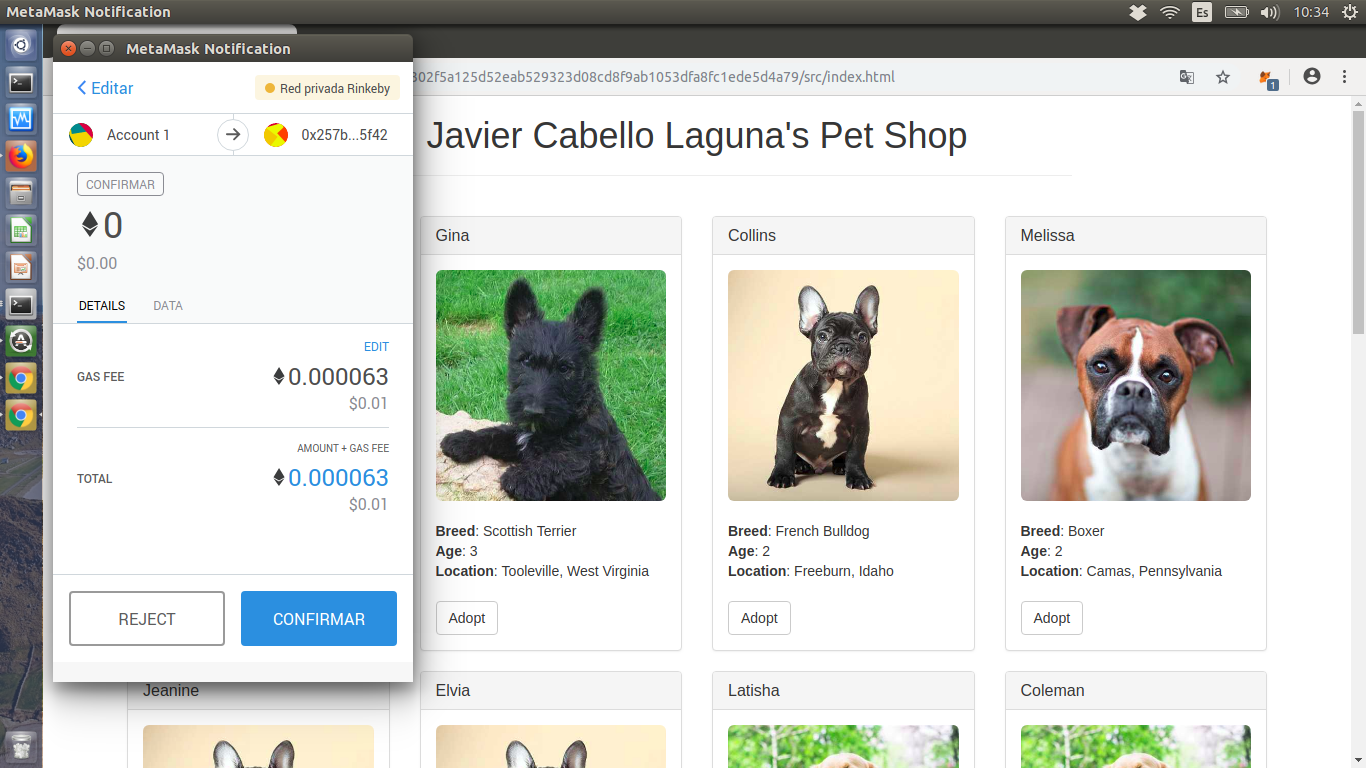 MetaMask Notification
Es
10:34
MetaMask Notification
Editar
Red privada Rinkeby
Account 1
0x257b...5f42
CONFIRMAR
0
$0.00
DETAILS DATA
EDIT
GAS FEE
0.000063
$0.01
AMOUNT + GAS FEE
TOTAL
0.000063
$0.01
REJECT
CONFIRMAR
302f5a125d52eab529323d08cd8f9ab1053dfa8fc1ede5d4a79/src/index.html
1
Javier Cabello Laguna's Pet Shop
Gina
Breed: Scottish Terrier
Age: 3
Location: Tooleville, West Virginia
Adopt
Collins
Breed: French Bulldog
Age: 2
Location: Freeburn, Idaho
Adopt
Melissa
Breed: Boxer
Age: 2
Location: Camas, Pennsylvania
Adopt
Jeanine
Elvia
Latisha
Coleman